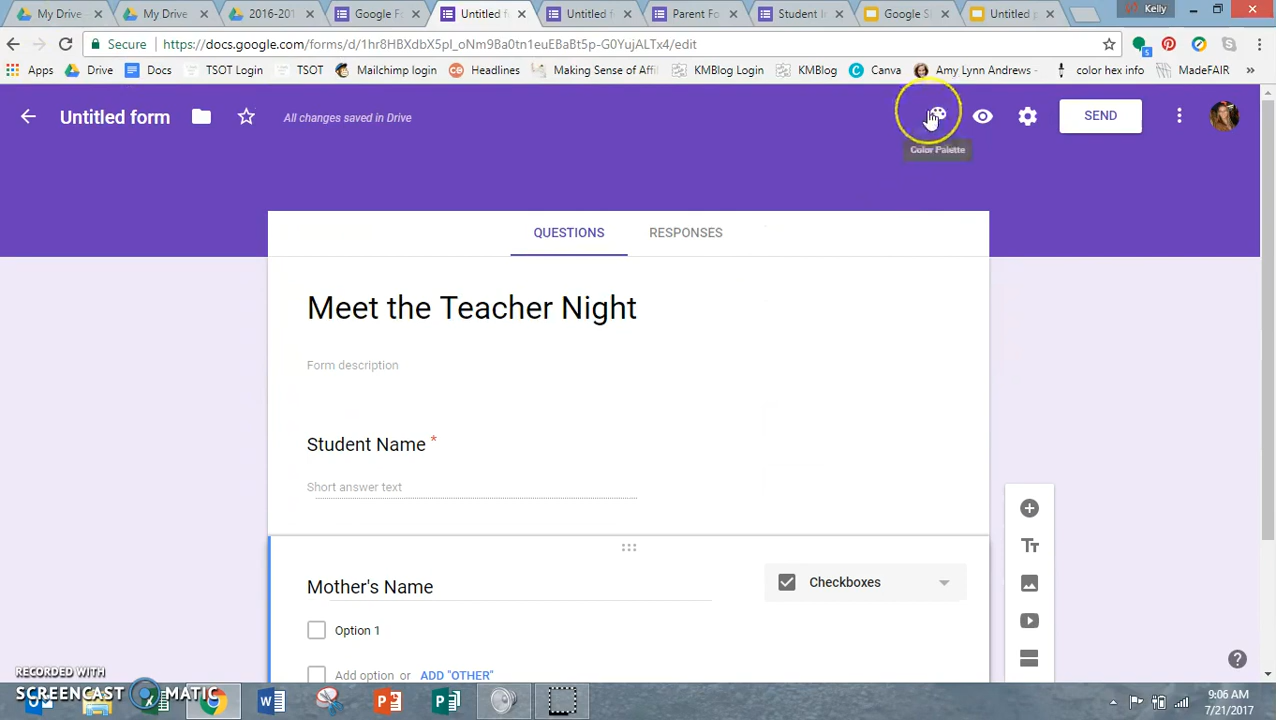 My Drive - My Drive 2016-201 Google F Untitled f Untitled f Parent Fo Student I Google S Untitled p Kelly
Secure https://docs.google.com/forms/d/1hr8HBXdbX5pI_oNm9Da0tn1euEBaBt5p-G0YujALTx4/edit
Apps Drive Docs TSOT Login TSOT Mailchimp login Headlines Making Sense of Affil KMBlog Login KMBlog Canva Amy Lynn Andrews - color hex info MadeFAIR »
Untitled form All changes saved in Drive SEND
Color Palette
QUESTIONS RESPONSES
Meet the Teacher Night
Form description
Student Name *
Short answer text
Mother's Name Checkboxes
Option 1
Add option or ADD "OTHER"
RECORDED WITH
SCREENCAST MATIC
9:06 AM
7/21/2017